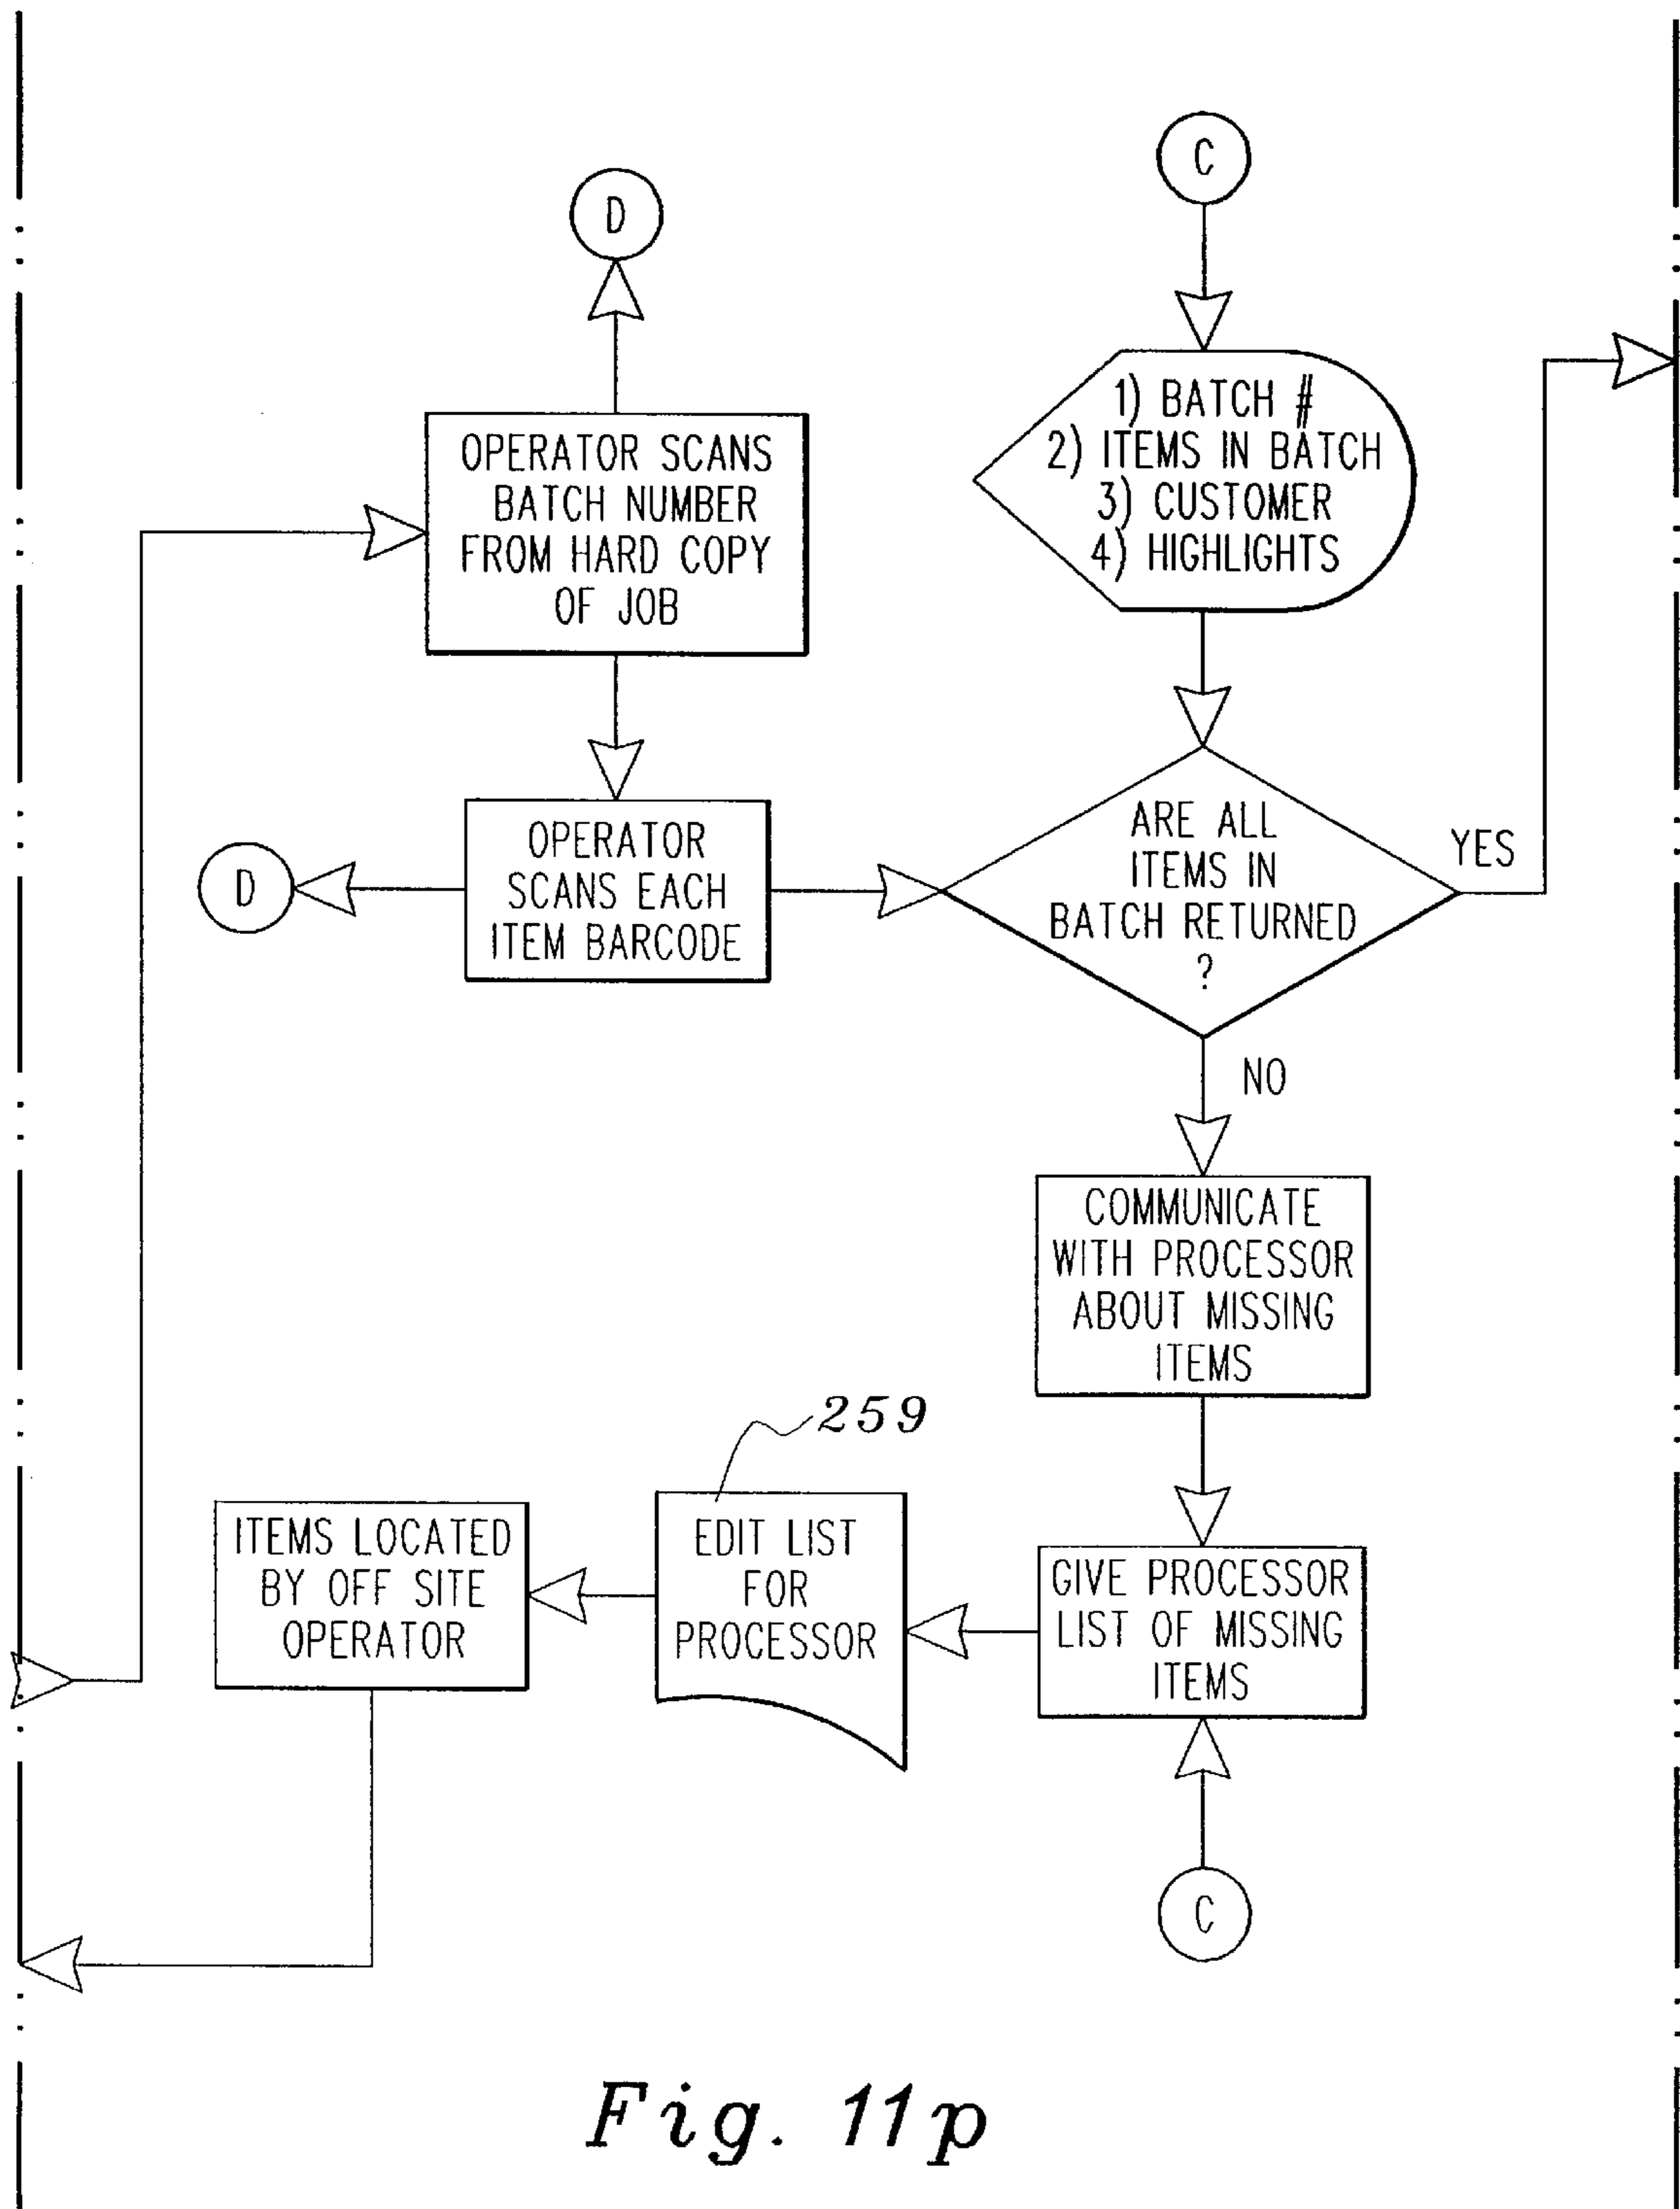 C
D
1) BATCH #
2) ITEMS IN BATCH
3) CUSTOMER
4) HIGHLIGHTS
OPERATOR SCANS
BATCH NUMBER
FROM HARD COPY
OF JOB
D
OPERATOR
SCANS EACH
ITEM BARCODE
ARE ALL
ITEMS IN
BATCH RETURNED
?
YES
NO
COMMUNICATE
WITH PROCESSOR
ABOUT MISSING
ITEMS
259
ITEMS LOCATED
BY OFF SITE
OPERATOR
EDIT LIST
FOR
PROCESSOR
GIVE PROCESSOR
LIST OF MISSING
ITEMS
C
Fig. 11p